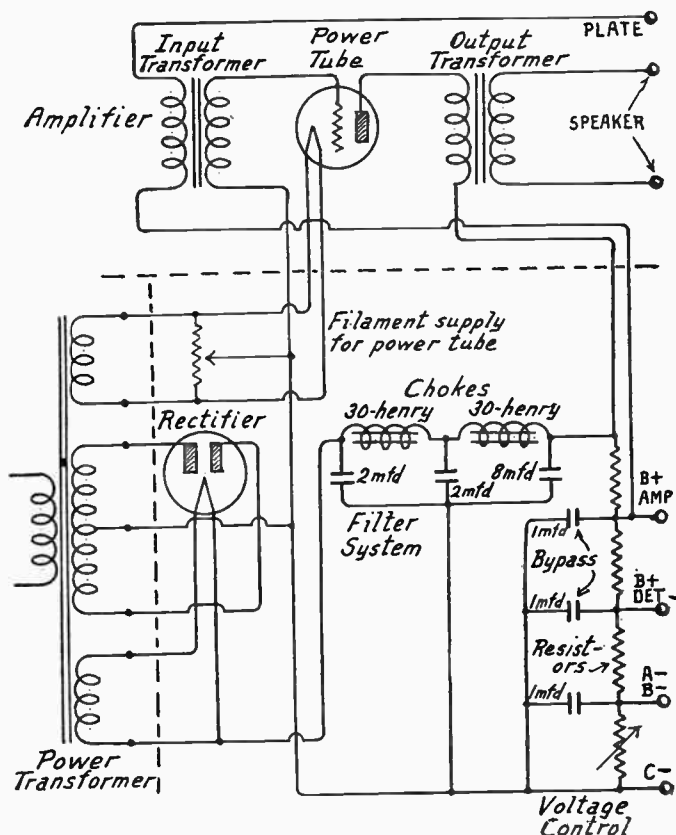 PLATE
Input
Transformer
Power
Tube
Output
Transformer
Amplifier
SPEAKER
Filament supply
for power tube
Chokes
30-henry
30-henry
Rectifier
2mfd
2mfd
8mfd
Filter
System
B+
AMP
1mfd
Bypass
B+
DET-
1mfd
Resist-
ors
A-
B-
1mfd
Power
Transformer
C-
Voltage
Control